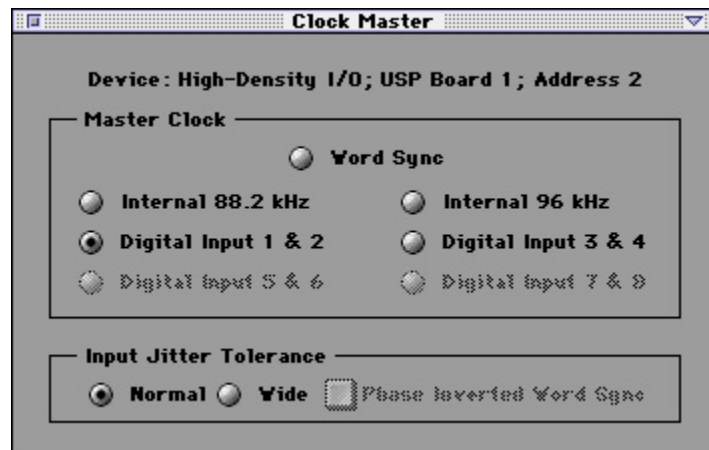 Clock Master
Device: High-Density I/O; USP Board 1; Address 2
Master Clock
Word Sync
Internal 88.2 kHz Internal 96 kHz
Digital Input 1 & 2 Digital Input 3 & 4
Digital Input 5 & 6 Digital Input 7 & 8
Input Jitter Tolerance
Normal Wide Phase Inverted Word Sync